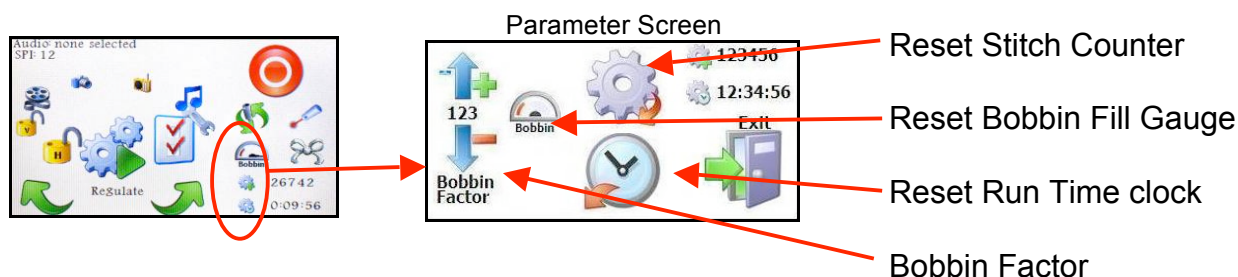 Parameter Screen
Audio: none selected
SPI: 12
V
H
Regulate
Bobbin
26742
0:09:56
123
Bobbin
Factor
Bobbin
123456
12:34:56
Exit
Reset Stitch Counter
Reset Bobbin Fill Gauge
Reset Run Time clock
Bobbin Factor